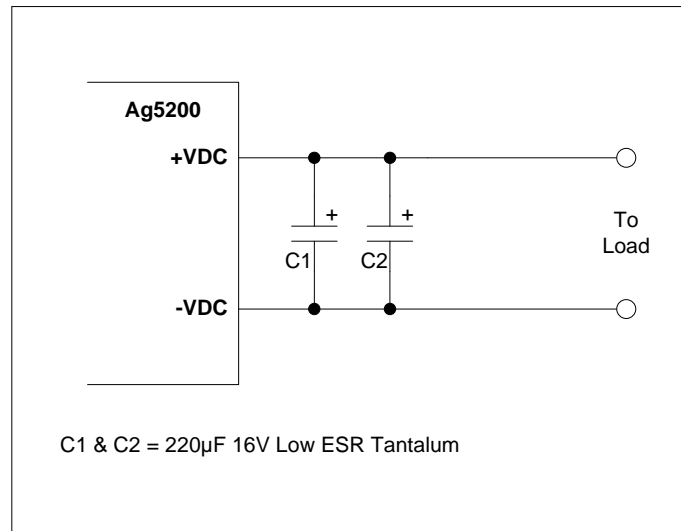 Ag5200
+VDC
+ +
To
Load
C1 C2
-VDC
C1 & C2 = 220µF 16V Low ESR Tantalum